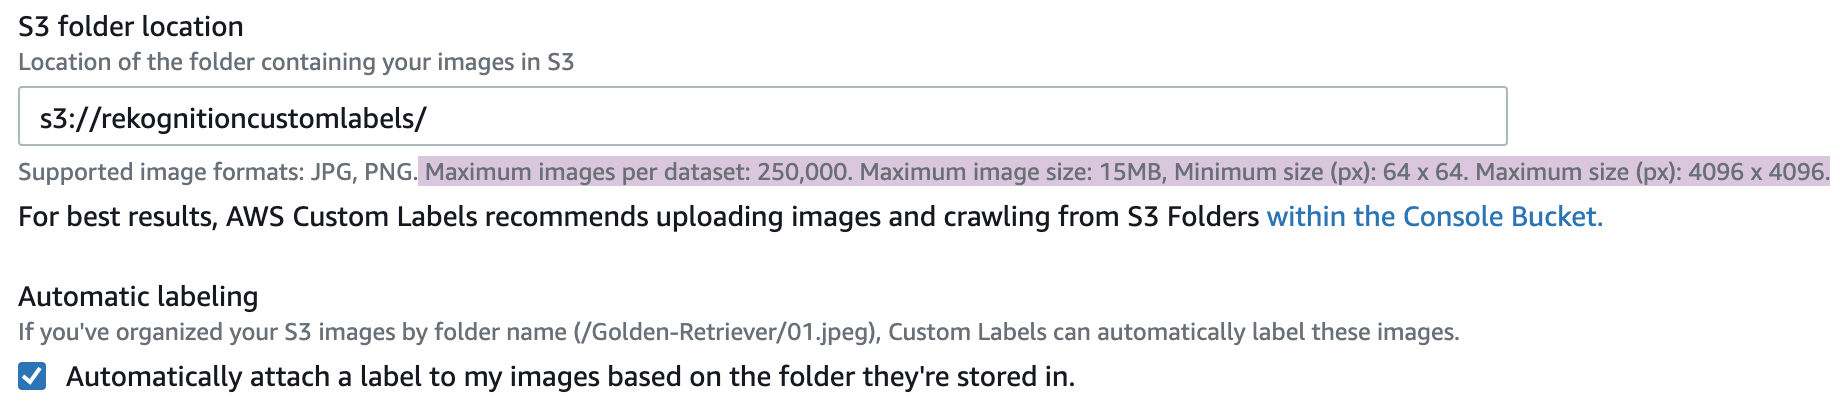 S3 folder location
Location of the folder containing your images in S3
s3://rekognitioncustomlabels/
Supported image formats: JPG, PNG. Maximum images per dataset: 250,000. Maximum image size: 15MB, Minimum size (px): 64 x 64. Maximum size (px): 4096 x 4096.
For best results, AWS Custom Labels recommends uploading images and crawling from S3 Folders within the Console Bucket.
Automatic labeling
If you've organized your S3 images by folder name (/Golden-Retriever/01.jpeg), Custom Labels can automatically label these images.
Automatically attach a label to my images based on the folder they're stored in.